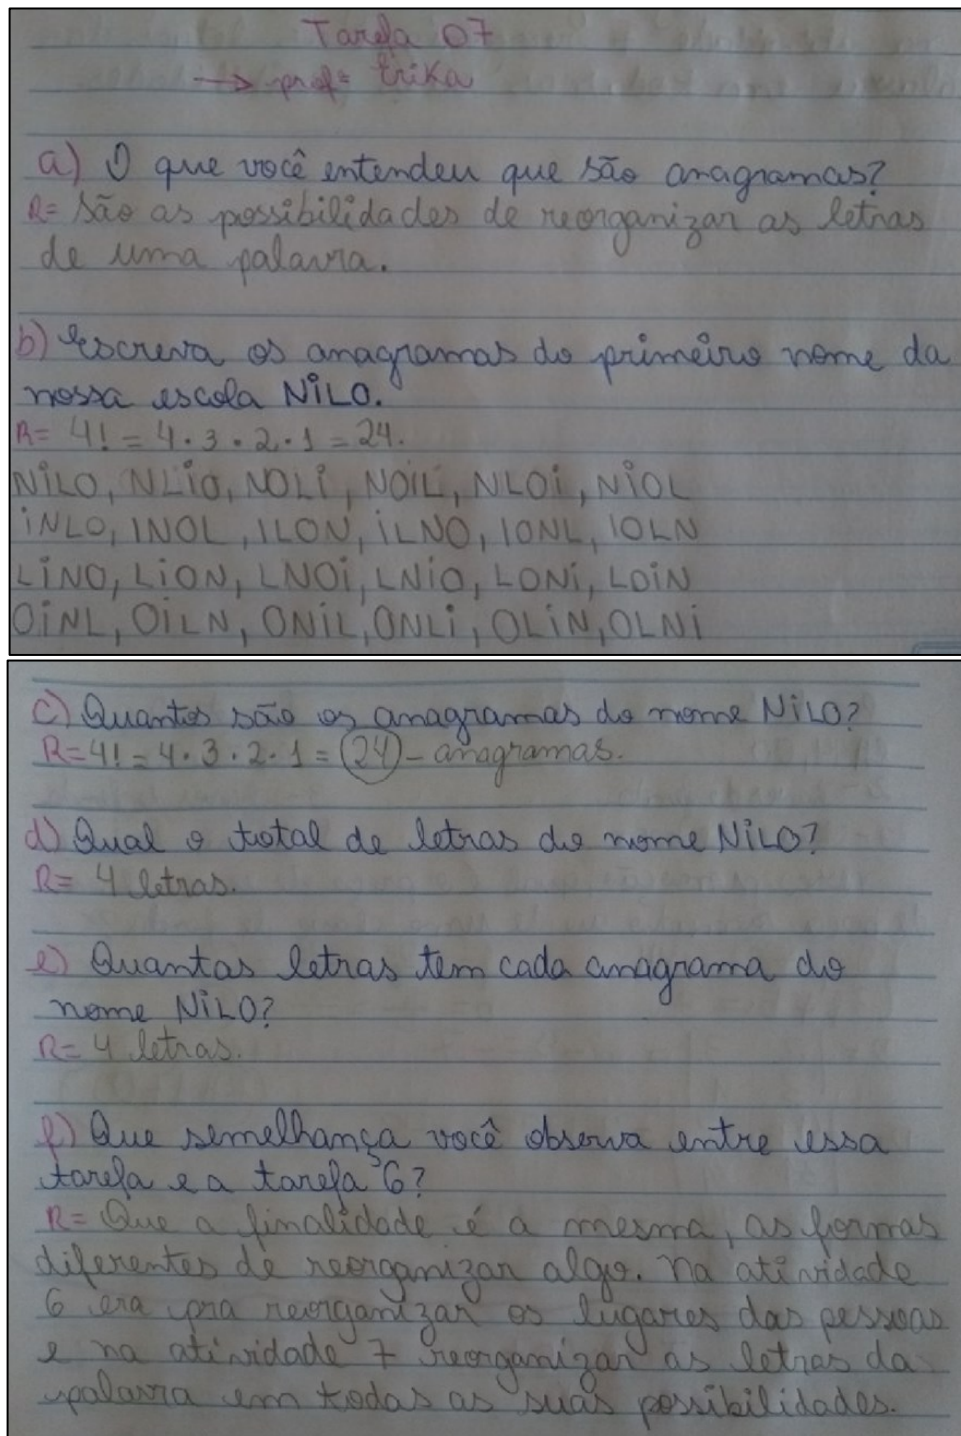 Tarefa 07
→ profª Erika
a) O que você entendeu que são anagramas?
R= São as possibilidades de reorganizar as letras
de uma palavra.
b) Escreva os anagramas do primeiro nome da
nossa escola NiLO.
R= 4! = 4 · 3 · 2 · 1 = 24.
NiLO, NLiO, NOLi, NOiL, NLOi, NiOL
iNLO, INOL, ILON, iLNO, IONL, IOLN
LiNO, LiON, LNOi, LNiO, LONi, LOiN
OiNL, OiLN, ONiL, ONLi, OLiN, OLNi
c) Quantos são os anagramas do nome NiLO?
R= 4! = 4 · 3 · 2 · 1 = 24 - anagramas.
d) Qual o total de letras do nome NiLO?
R= 4 letras.
e) Quantas letras tem cada anagrama do
nome NiLO?
R= 4 letras.
f) Que semelhança você observa entre essa
tarefa e a tarefa 6?
R= Que a finalidade é a mesma, as formas
diferentes de reorganizar algo. Na atividade
6 era pra reorganizar os lugares das pessoas
e na atividade 7 reorganizar as letras da
palavra em todas as suas possibilidades.